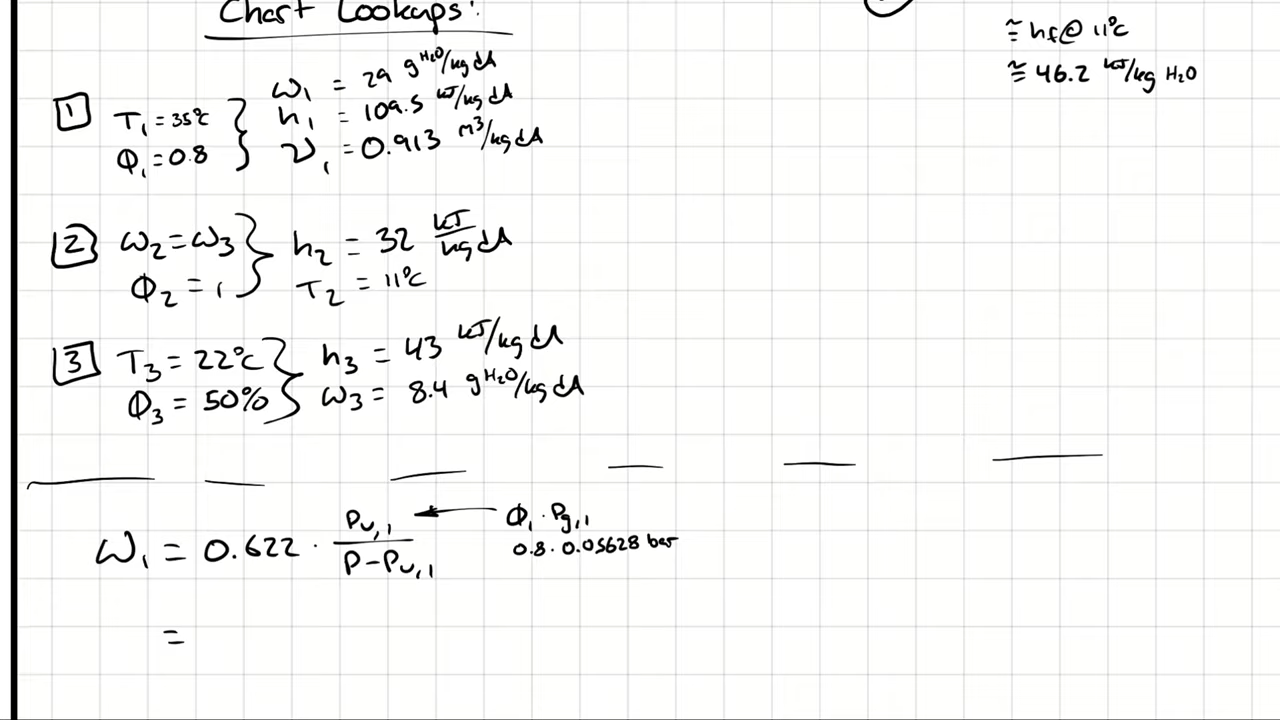 Chart Lookups:
≅ hf@ 11°C
≅ 46.2 kJ/kg H₂O
1 T₁ = 35°C
Φ₁ = 0.8
ω₁ = 29 gH₂O/kg dA
h₁ = 109.5 kJ/kg dA
v₁ = 0.913 m³/kg dA
2 ω₂ = ω₃
Φ₂ = 1
h₂ = 32 kJ/kg dA
T₂ = 11°C
3 T₃ = 22°C
Φ₃ = 50%
h₃ = 43 kJ/kg dA
ω₃ = 8.4 gH₂O/kg dA
ω₁ = 0.622 · Pv,1 / P-Pv,1
Φ₁ · Pg,1
0.8 · 0.05628 bar
=